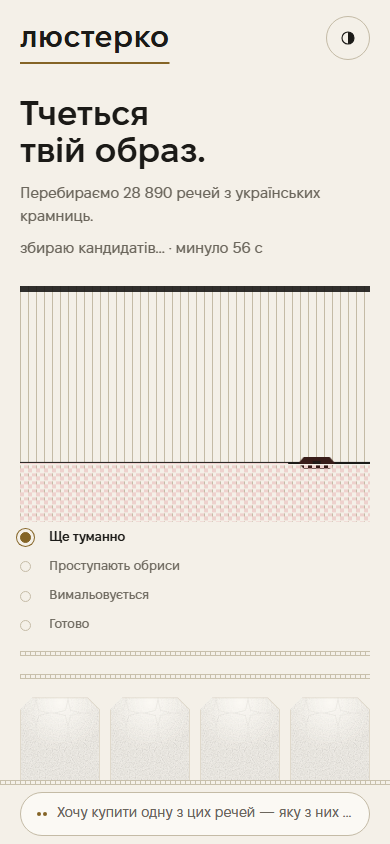 люстерко
Тчеться
твій образ.
Перебираємо 28 890 речей з українських
крамниць.
збираю кандидатів… · минуло 56 с
Ще туманно
Проступають обриси
Вимальовується
Готово
Хочу купити одну з цих речей — яку з них …